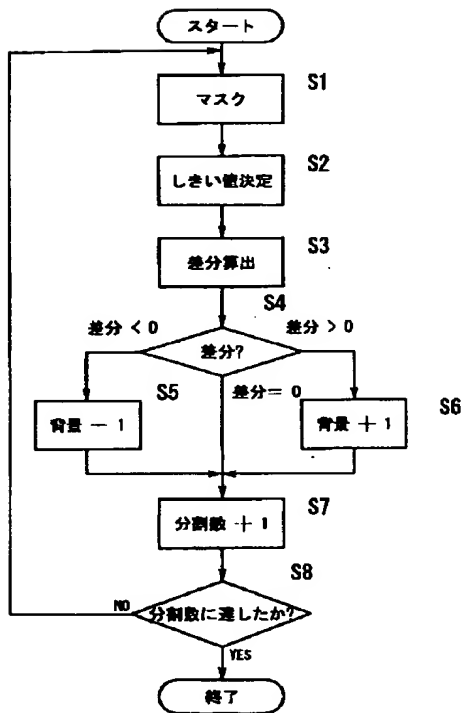 スタート
マスク
S1
しきい値決定
S2
差分算出
S3
S4
差分 < 0
差分?
差分 > 0
差分= 0
背景 － 1
S5
背景 ＋ 1
S6
分割数 ＋ 1
S7
S8
分割数に達したか?
NO
YES
終了